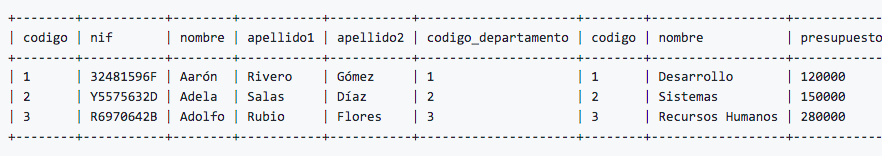 +--------+-----------+--------+-----------+-----------+---------------------+--------+------------------+-------------
| codigo | nif       | nombre | apellido1 | apellido2 | codigo_departamento | codigo | nombre           | presupuesto
+--------+-----------+--------+-----------+-----------+---------------------+--------+------------------+-------------
| 1      | 32481596F | Aarón  | Rivero    | Gómez     | 1                   | 1      | Desarrollo       | 120000
| 2      | Y5575632D | Adela  | Salas     | Díaz      | 2                   | 2      | Sistemas         | 150000
| 3      | R6970642B | Adolfo | Rubio     | Flores    | 3                   | 3      | Recursos Humanos | 280000
+--------+-----------+--------+-----------+-----------+---------------------+--------+------------------+-------------